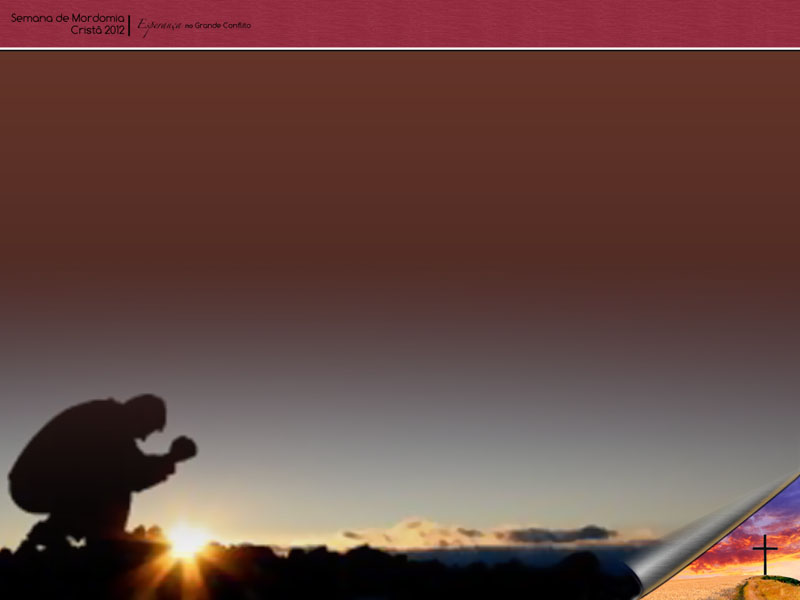 Semana de Mordomia
Cristã 2012
Esperança no Grande Conflito